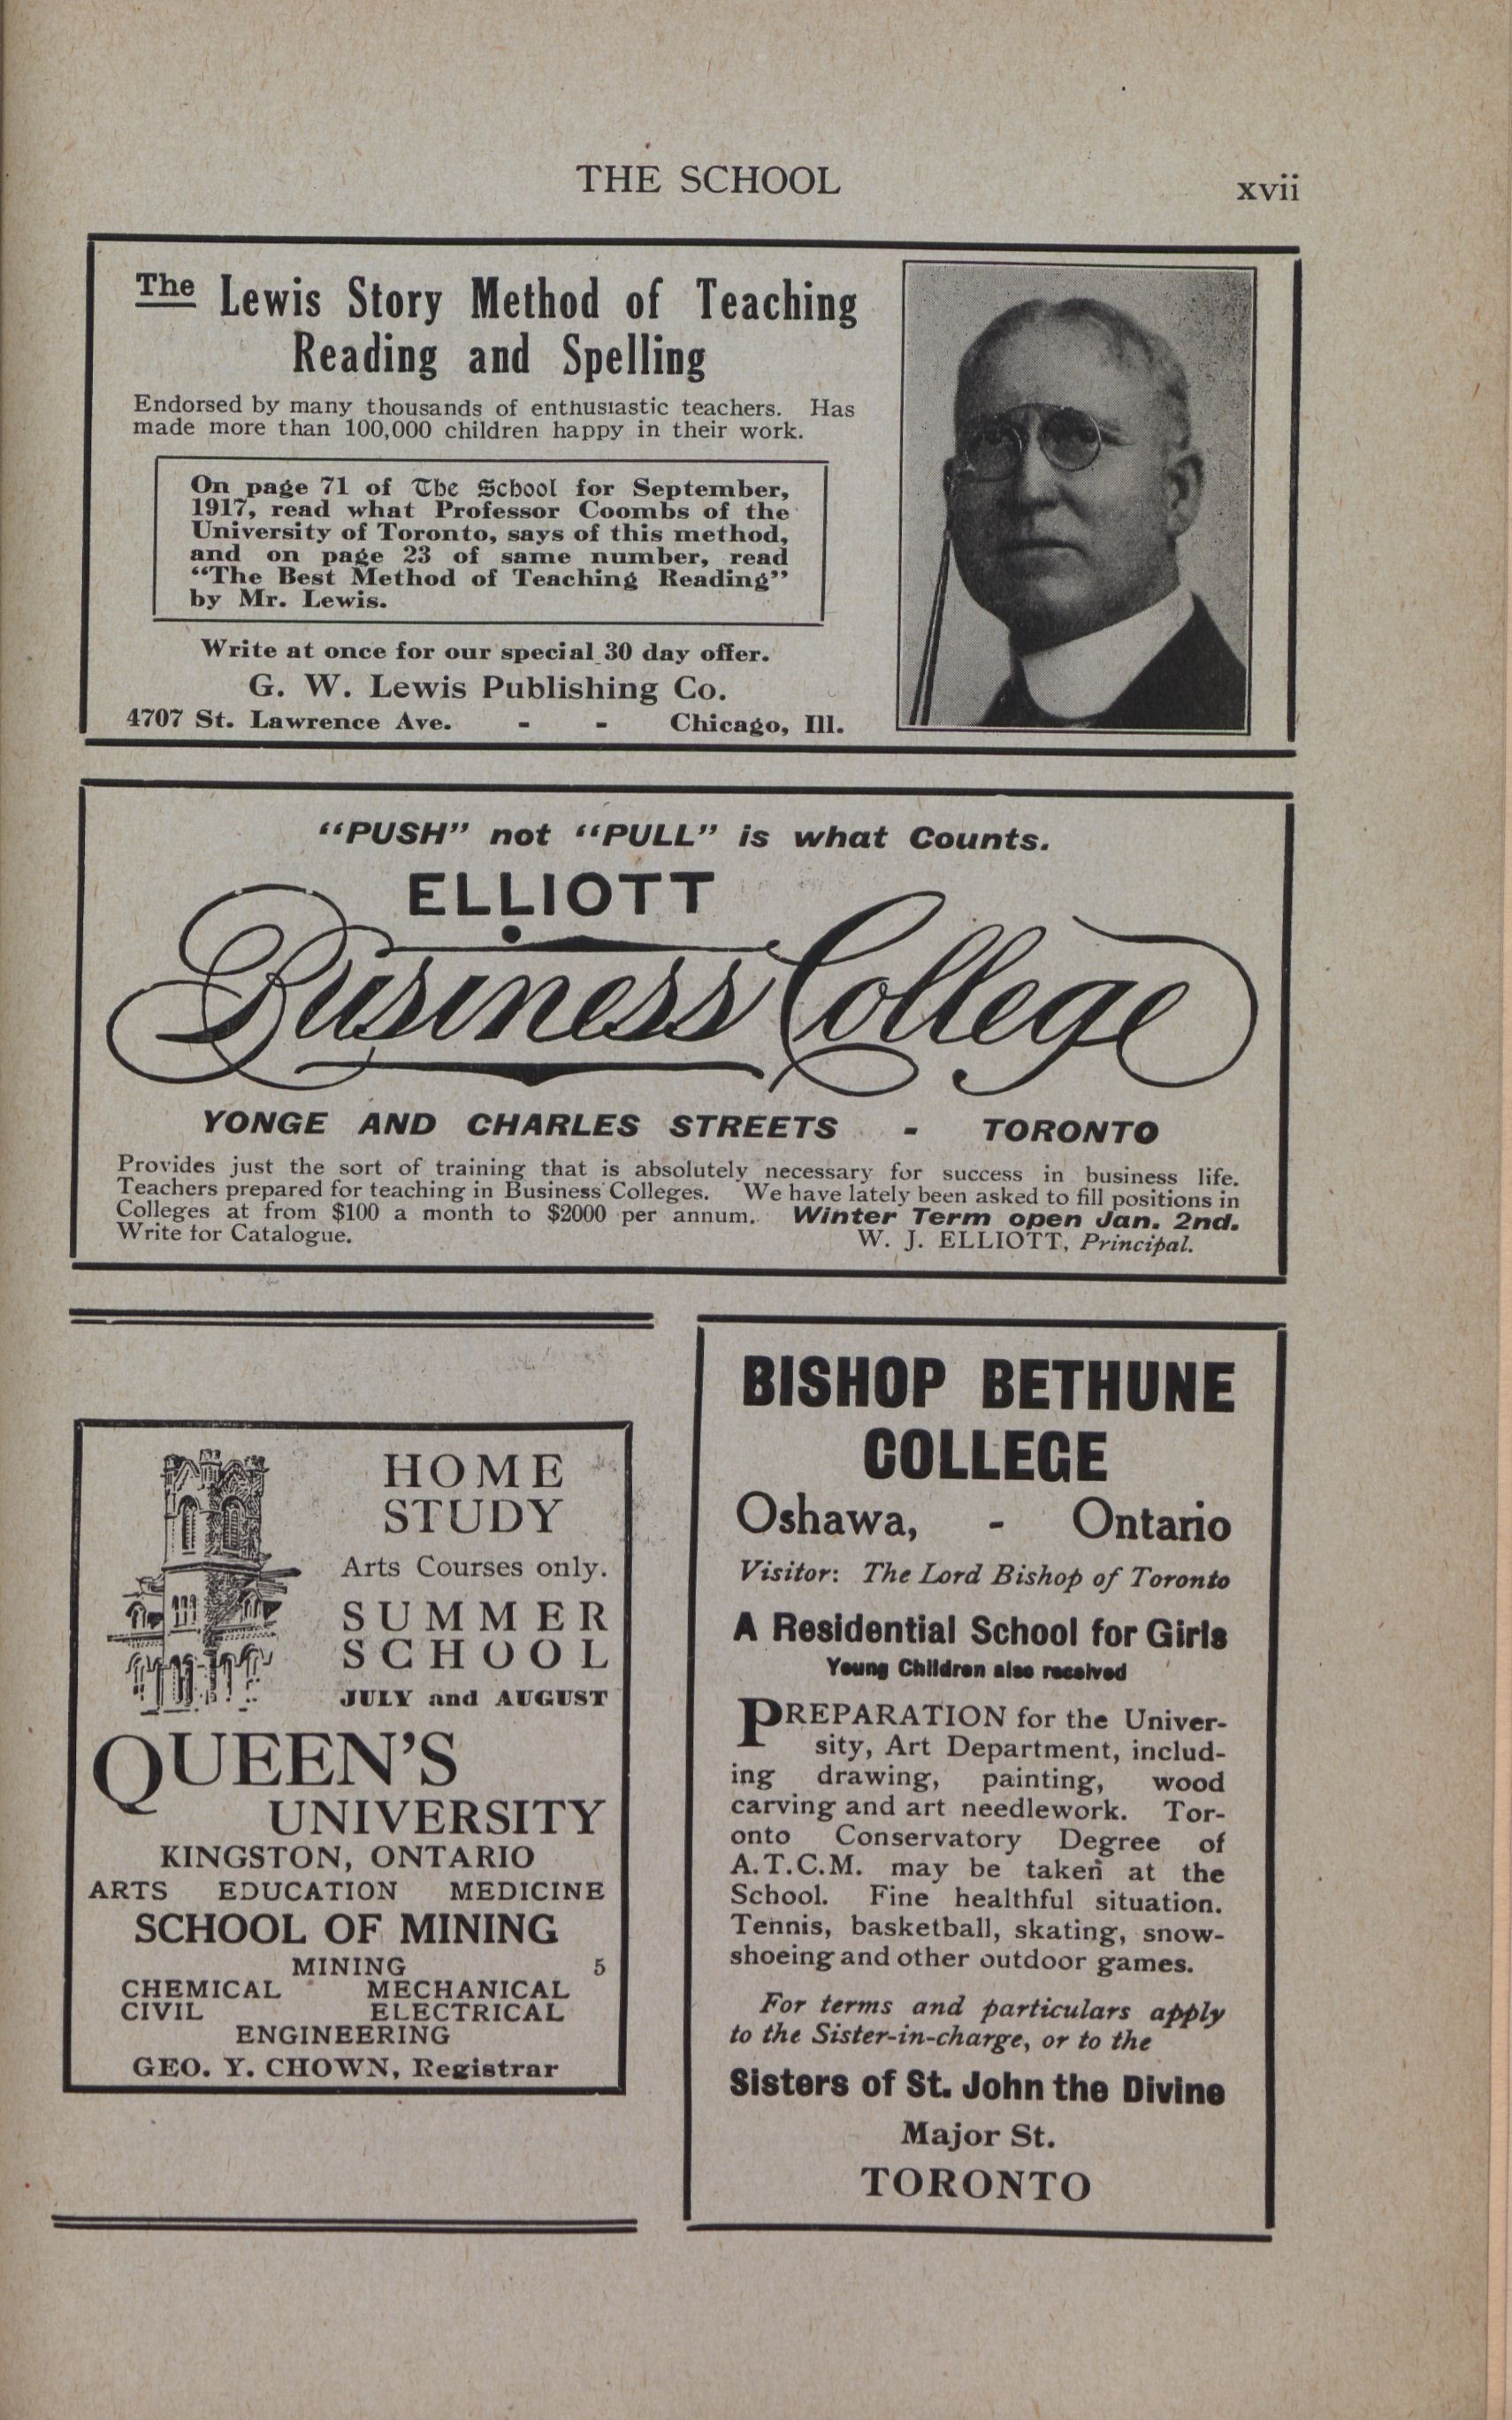 THE SCHOOL
xvii
The Lewis Story Method of Teaching
Reading and Spelling
Endorsed by many thousands of enthusiastic teachers. Has
made more than 100,000 children happy in their work.
On page 71 of The School for September,
1917, read what Professor Coombs of the
University of Toronto, says of this method,
and on page 23 of same number, read
“The Best Method of Teaching Reading”
by Mr. Lewis.
Write at once for our special 30 day offer.
G. W. Lewis Publishing Co.
4707 St. Lawrence Ave. - - Chicago, Ill.
“PUSH” not “PULL” is what Counts.
ELLIOTT
Business College
YONGE AND CHARLES STREETS - TORONTO
Provides just the sort of training that is absolutely necessary for success in business life.
Teachers prepared for teaching in Business Colleges. We have lately been asked to fill positions in
Colleges at from $100 a month to $2000 per annum. Winter Term open Jan. 2nd.
Write for Catalogue. W. J. ELLIOTT, Principal.
HOME
STUDY
Arts Courses only.
SUMMER
SCHOOL
JULY and AUGUST
QUEEN'S
UNIVERSITY
KINGSTON, ONTARIO
ARTS EDUCATION MEDICINE
SCHOOL OF MINING
MINING 5
CHEMICAL MECHANICAL
CIVIL ELECTRICAL
ENGINEERING
GEO. Y. CHOWN, Registrar
BISHOP BETHUNE
COLLEGE
Oshawa, - Ontario
Visitor: The Lord Bishop of Toronto
A Residential School for Girls
Young Children also received
PREPARATION for the Univer-
sity, Art Department, includ-
ing drawing, painting, wood
carving and art needlework. Tor-
onto Conservatory Degree of
A.T.C.M. may be taken at the
School. Fine healthful situation.
Tennis, basketball, skating, snow-
shoeing and other outdoor games.
For terms and particulars apply
to the Sister-in-charge, or to the
Sisters of St. John the Divine
Major St.
TORONTO